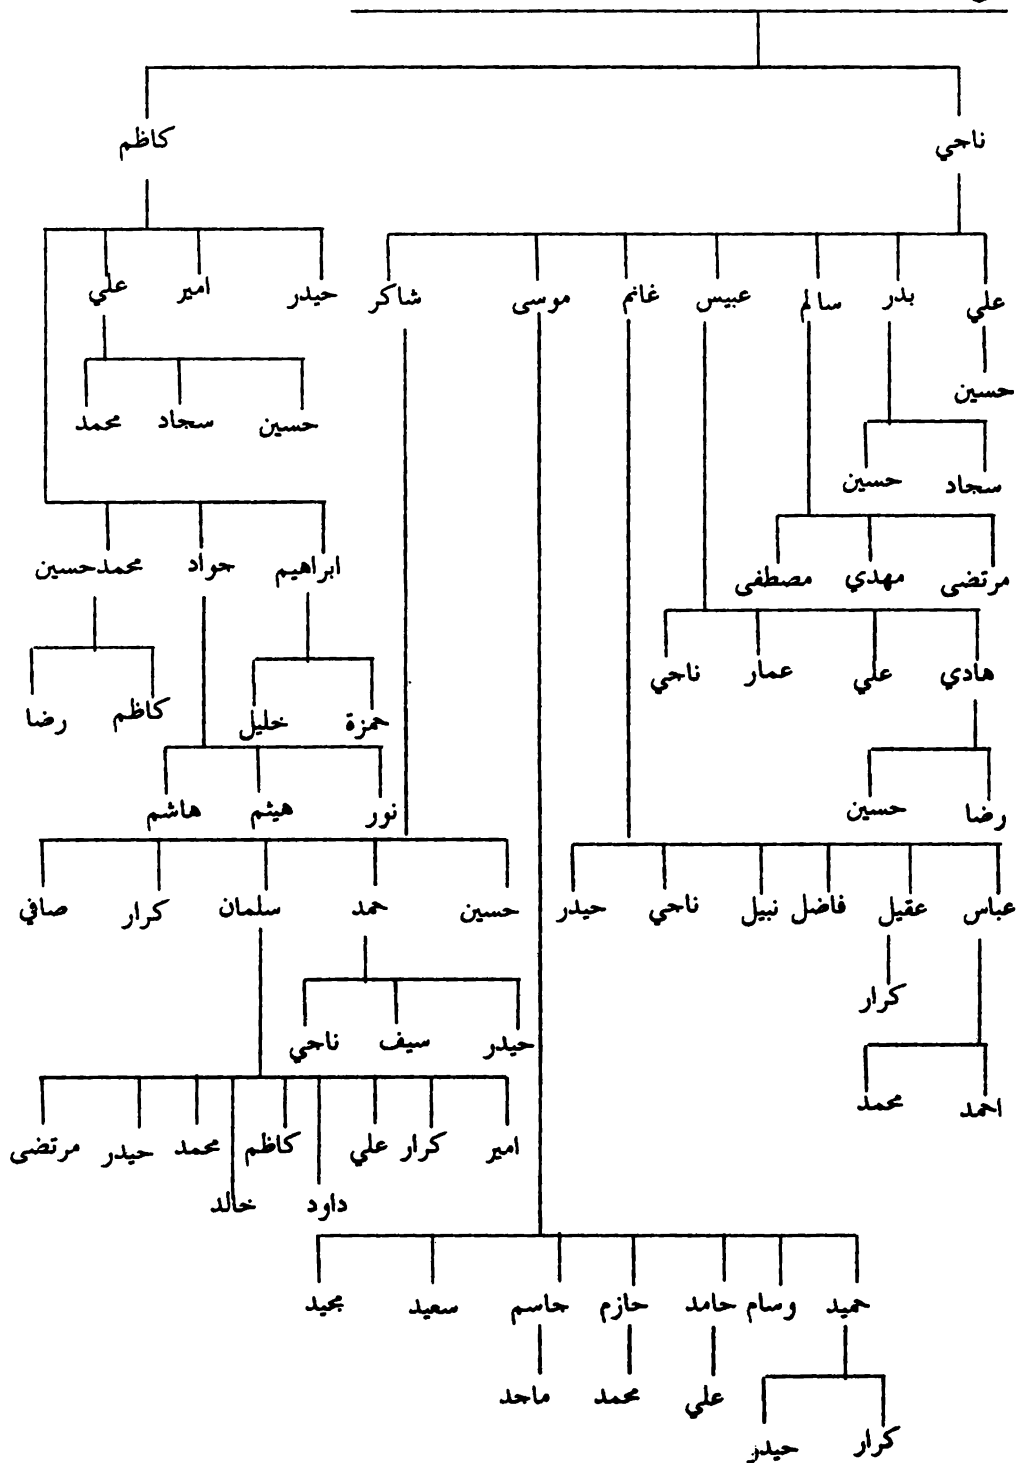 ناجي كاظم
علي بدر سالم عبيس غانم موسى شاكر حيدر امير علي
حسين
حسين سجاد محمد
سجاد حسين
ابراهيم جواد محمدحسين
مرتضى مهدي مصطفى
هادي علي عمار ناجي
حمزة خليل كاظم رضا
رضا حسين
نور هيثم هاشم
عباس عقيل فاضل نبيل ناجي حيدر
حسين حمد سلمان كرار صافي
كرار
حيدر سيف ناجي
احمد محمد
امير كرار علي كاظم محمد حيدر مرتضى
داود خالد
حميد وسام حامد حازم جاسم سعيد مجيد
علي محمد ماجد
كرار حيدر